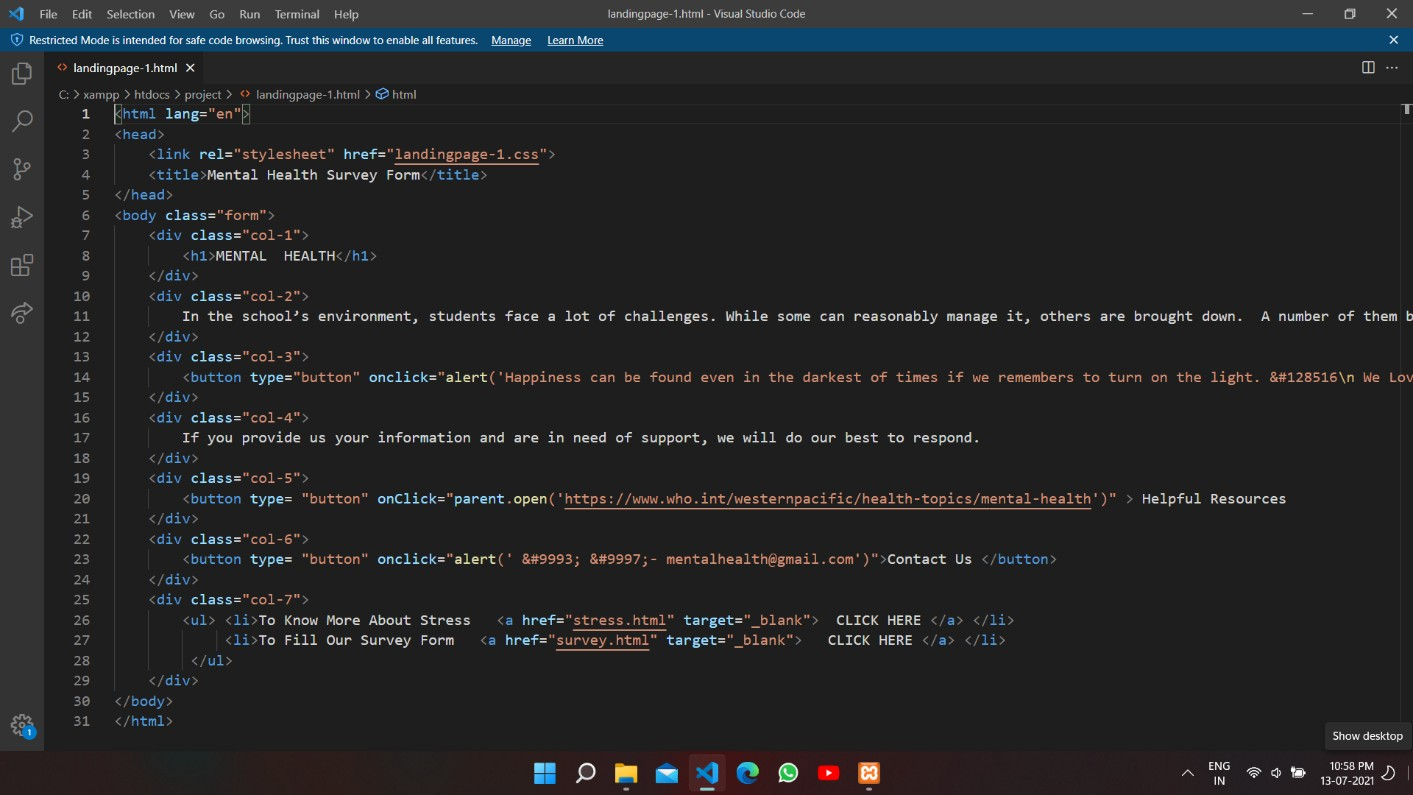 File Edit Selection View Go Run Terminal Help landingpage-1.html - Visual Studio Code
Restricted Mode is intended for safe code browsing. Trust this window to enable all features. Manage Learn More
landingpage-1.html
C: > xampp > htdocs > project > landingpage-1.html > html
1 <html lang="en">
2 <head>
3 <link rel="stylesheet" href="landingpage-1.css">
4 <title>Mental Health Survey Form</title>
5 </head>
6 <body class="form">
7 <div class="col-1">
8 <h1>MENTAL  HEALTH</h1>
9 </div>
10 <div class="col-2">
11 In the school’s environment, students face a lot of challenges. While some can reasonably manage it, others are brought down.  A number of them b
12 </div>
13 <div class="col-3">
14 <button type="button" onclick="alert('Happiness can be found even in the darkest of times if we remembers to turn on the light. &#128516\n We Lov
15 </div>
16 <div class="col-4">
17 If you provide us your information and are in need of support, we will do our best to respond.
18 </div>
19 <div class="col-5">
20 <button type= "button" onClick="parent.open('https://www.who.int/westernpacific/health-topics/mental-health')" > Helpful Resources
21 </div>
22 <div class="col-6">
23 <button type= "button" onclick="alert(' &#9993; &#9997;- mentalhealth@gmail.com')">Contact Us </button>
24 </div>
25 <div class="col-7">
26 <ul> <li>To Know More About Stress   <a href="stress.html" target="_blank">  CLICK HERE </a> </li>
27 <li>To Fill Our Survey Form   <a href="survey.html" target="_blank">   CLICK HERE </a> </li>
28 </ul>
29 </div>
30 </body>
31 </html>
1
Show desktop
ENG
IN
10:58 PM
13-07-2021